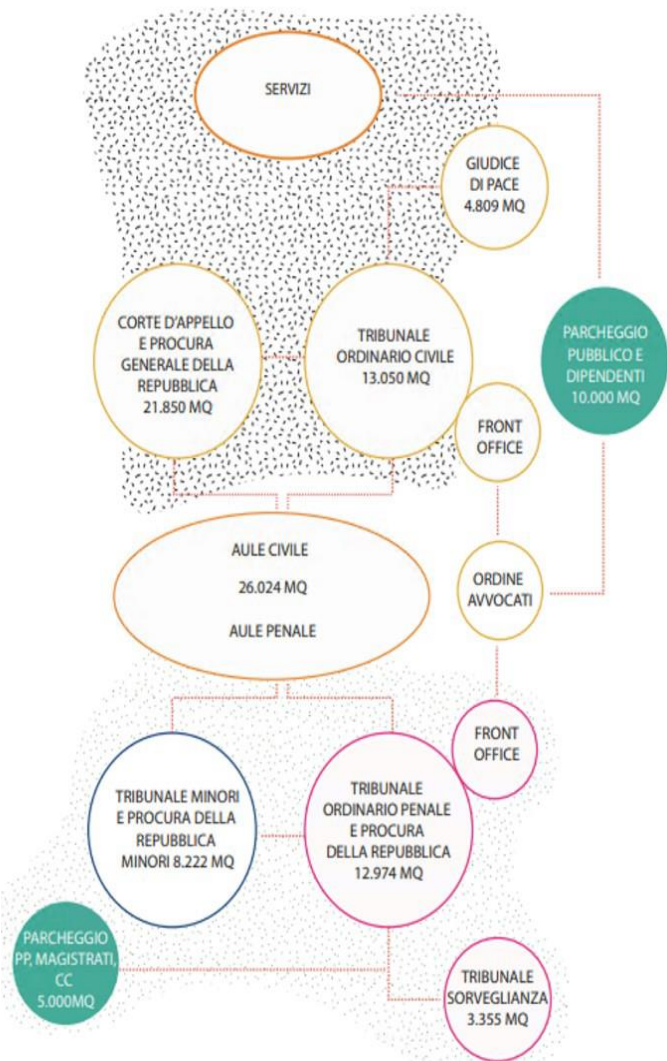 SERVIZI
GIUDICE
DI PACE
4.809 MQ
CORTE D'APPELLO
E PROCURA
GENERALE DELLA
REPUBBLICA
21.850 MQ
TRIBUNALE
ORDINARIO CIVILE
13.050 MQ
PARCHEGGIO
PUBBLICO E
DIPENDENTI
10.000 MQ
FRONT
OFFICE
AULE CIVILE
26.024 MQ
AULE PENALE
ORDINE
AVVOCATI
FRONT
OFFICE
TRIBUNALE MINORI
E PROCURA DELLA
REPUBBLICA
MINORI 8.222 MQ
TRIBUNALE
ORDINARIO PENALE
E PROCURA
DELLA REPUBBLICA
12.974 MQ
PARCHEGGIO
PP, MAGISTRATI,
CC
5.000MQ
TRIBUNALE
SORVEGLIANZA
3.355 MQ